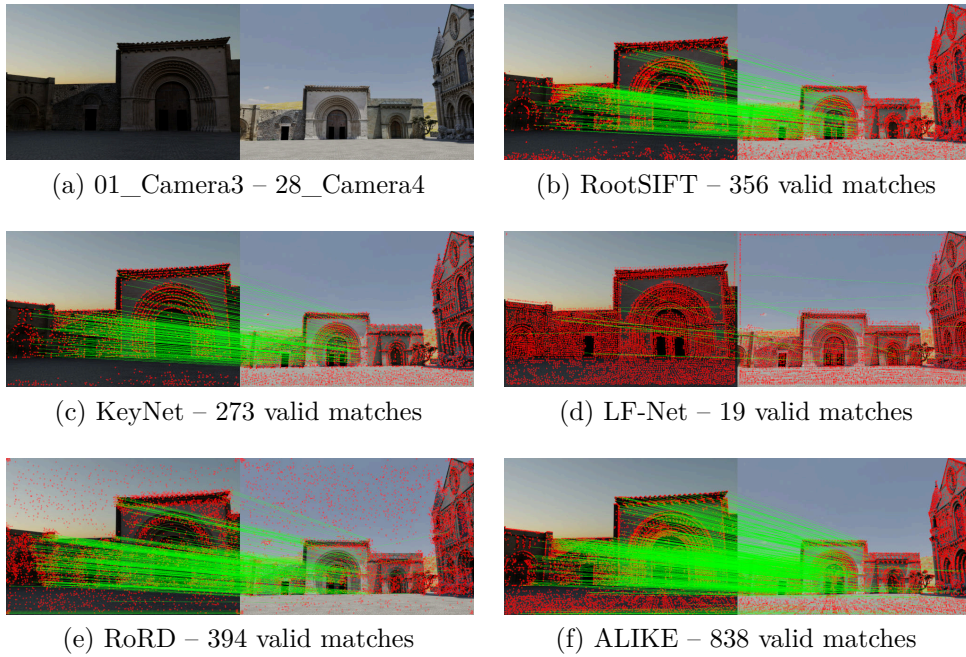 (a) 01_Camera3 – 28_Camera4
(b) RootSIFT – 356 valid matches
(c) KeyNet – 273 valid matches
(d) LF-Net – 19 valid matches
(e) RoRD – 394 valid matches
(f) ALIKE – 838 valid matches